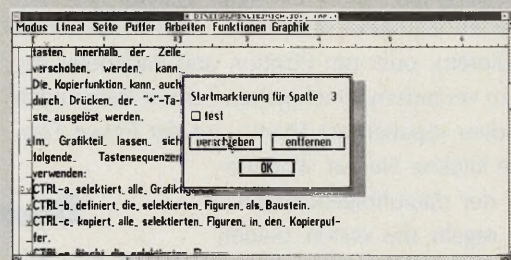 Modus Lineal Seite Puffer Arbeiten Funktionen Graphik
tasten innerhalb der Zelle
verschoben werden kann.
Die Kopierfunktion kann auch
durch Drücken der "+"-Ta-
ste ausgelöst werden.
Im Grafikteil lassen sich
folgende Tastensequenzen
verwenden:
CTRL-a selektiert alle
CTRL-b definiert die selektierten Figuren als Baustein.
CTRL-c kopiert alle selektierten Figuren in den Kopierpuf-
fer.
Startmarkierung für Spalte 3
fest
verschieben entfernen
OK